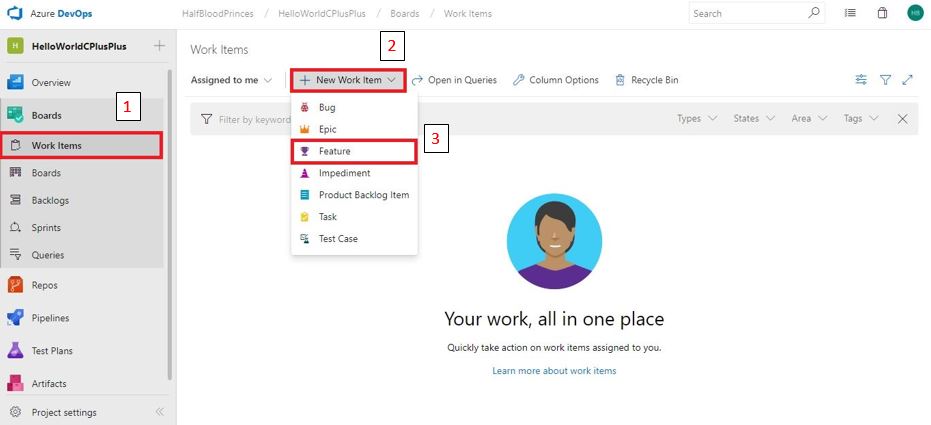 Azure DevOps
HalfBloodPrinces / HelloWorldCPlusPlus / Boards / Work Items
Search
HB
H HelloWorldCPlusPlus
Overview
Boards
1
Work Items
Boards
Backlogs
Sprints
Queries
Repos
Pipelines
Test Plans
Artifacts
Project settings
Work Items
2
Assigned to me
New Work Item
Open in Queries
Column Options
Recycle Bin
Filter by keyword
Types
States
Area
Tags
Bug
Epic
Feature
3
Impediment
Product Backlog Item
Task
Test Case
Your work, all in one place
Quickly take action on work items assigned to you.
Learn more about work items